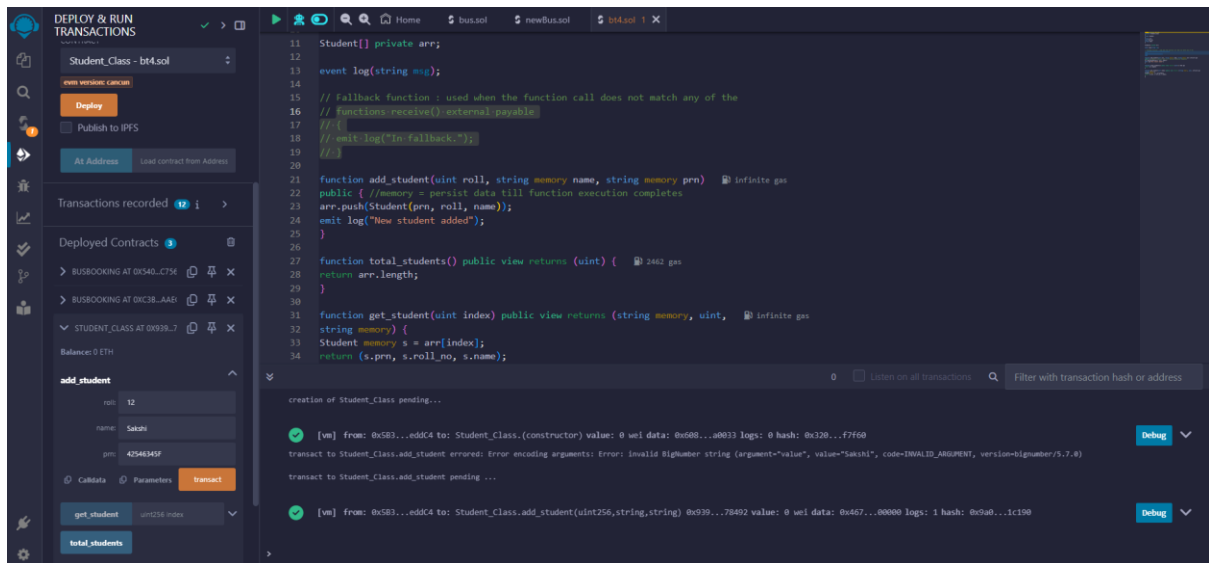 DEPLOY & RUN
TRANSACTIONS
Student_Class - bt4.sol
evm version: cancun
Deploy
Publish to IPFS
At Address
Load contract from Address
Transactions recorded 12 i
Deployed Contracts 3
BUSBOOKING AT 0X540...C756
BUSBOOKING AT 0XC3B...AAE
STUDENT_CLASS AT 0X939...7
Balance: 0 ETH
add_student
roll: 12
name: Sakshi
prn: 42546345F
Calldata Parameters transact
get_student uint256 index
total_students
Home bus.sol newBus.sol bt4.sol 1
11 Student[] private arr;
12
13 event log(string msg);
14
15 // Fallback function : used when the function call does not match any of the
16 // functions receive() external payable
17 // {
18 // emit log("In fallback.");
19 // }
20
21 function add_student(uint roll, string memory name, string memory prn) infinite gas
22 public { //memory = persist data till function execution completes
23 arr.push(Student(prn, roll, name));
24 emit log("New student added");
25 }
26
27 function total_students() public view returns (uint) { 2462 gas
28 return arr.length;
29 }
30
31 function get_student(uint index) public view returns (string memory, uint, infinite gas
32 string memory) {
33 Student memory s = arr[index];
34 return (s.prn, s.roll_no, s.name);
0 Listen on all transactions Filter with transaction hash or address
creation of Student_Class pending...
[vm] from: 0x5B3...eddC4 to: Student_Class.(constructor) value: 0 wei data: 0x608...a0033 logs: 0 hash: 0x320...f7f60 Debug
transact to Student_Class.add_student errored: Error encoding arguments: Error: invalid BigNumber string (argument="value", value="Sakshi", code=INVALID_ARGUMENT, version=bignumber/5.7.0)
transact to Student_Class.add_student pending ...
[vm] from: 0x5B3...eddC4 to: Student_Class.add_student(uint256,string,string) 0x939...78492 value: 0 wei data: 0x467...00000 logs: 1 hash: 0x9a0...1c190 Debug
>